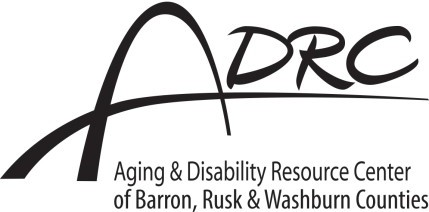 ADRC
Aging & Disability Resource Center
of Barron, Rusk & Washburn Counties